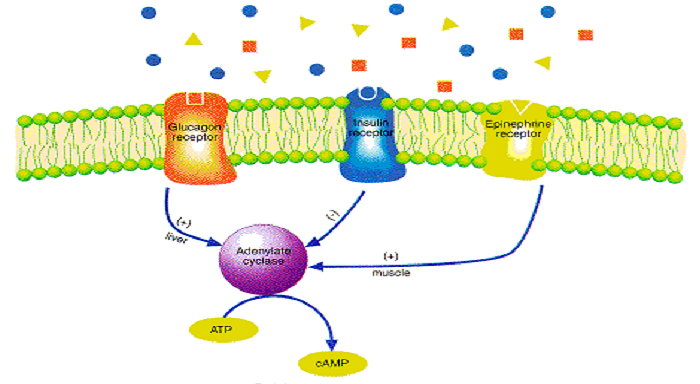 Glucagon
receptor
Insulin
receptor
Epinephrine
receptor
(+)
liver
(-)
(+)
muscle
Adenylate
cyclase
ATP
cAMP